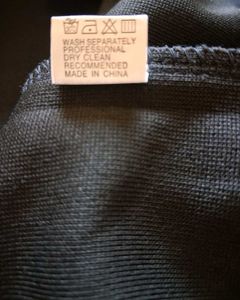 WASH SEPARATELY
PROFESSIONAL
DRY CLEAN
RECOMMENDED
MADE IN CHINA